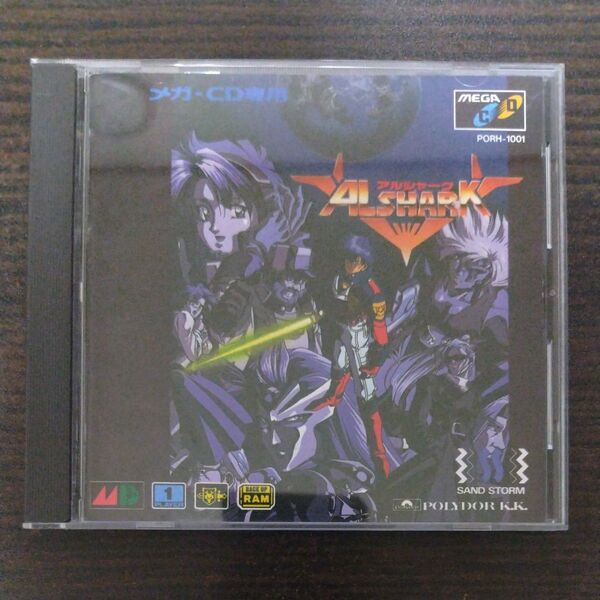 メガ-CD専用
MEGA
CD
PORH-1001
アルシャーク
ALSHARK
MD
1
PLAYER
BACK UP
RAM
SAND STORM
POLYDOR K.K.